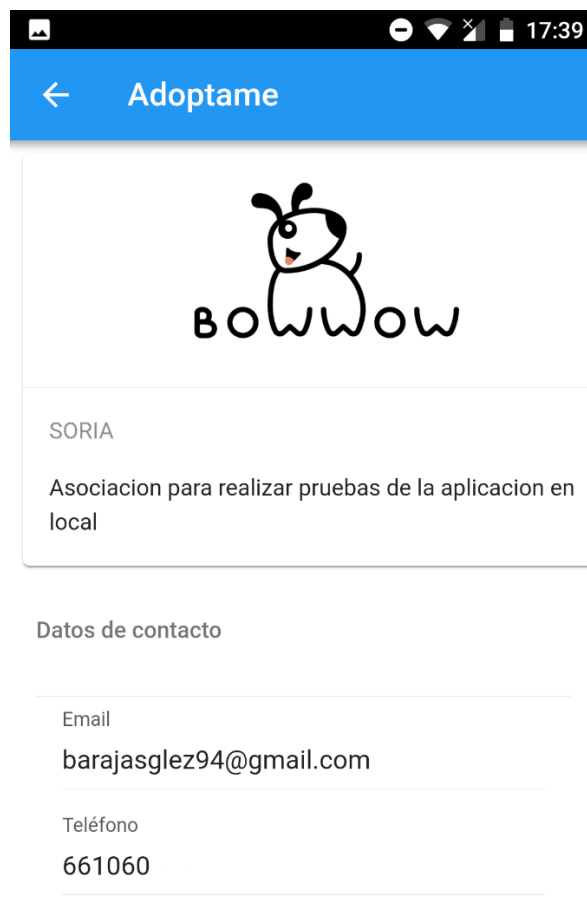 17:39
Adoptame
BOWWOW
SORIA
Asociacion para realizar pruebas de la aplicacion en
local
Datos de contacto
Email
barajasglez94@gmail.com
Teléfono
661060